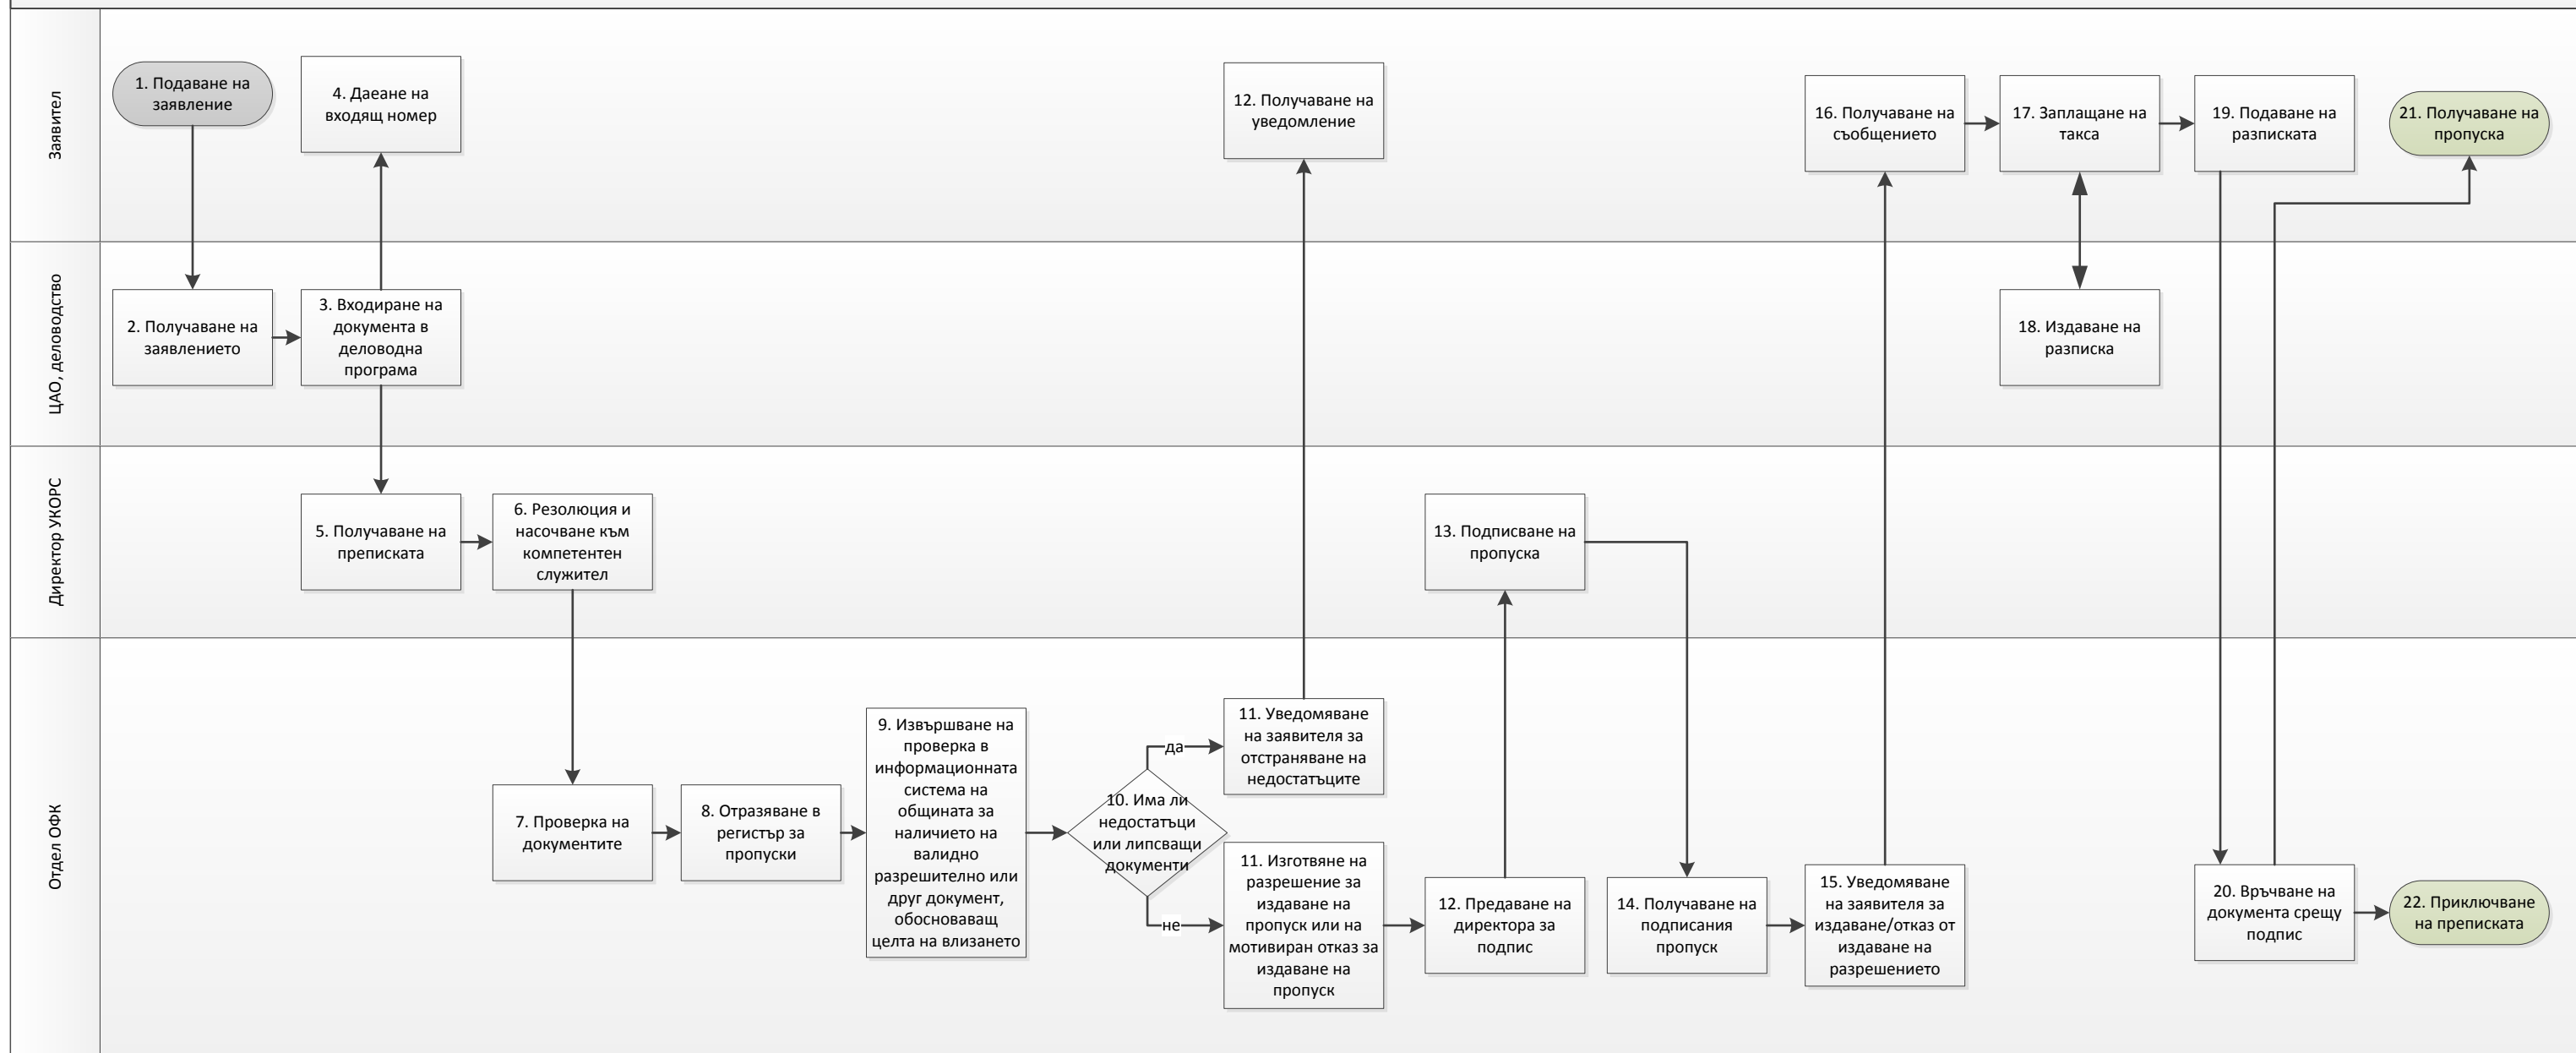 Заявител
1. Подаване на
заявление
4. Даеане на
входящ номер
12. Получаване на
уведомление
16. Получаване на
съобщението
17. Заплащане на
такса
19. Подаване на
разписката
21. Получаване на
пропуска
ЦАО, деловодство
2. Получаване на
заявлението
3. Входиране на
документа в
деловодна
програма
18. Издаване на
разписка
Директор УКОРС
5. Получаване на
преписката
6. Резолюция и
насочване към
компетентен
служител
13. Подписване на
пропуска
Отдел ОФК
7. Проверка на
документите
8. Отразяване в
регистър за
пропуски
9. Извършване на
проверка в
информационната
система на
общината за
наличието на
валидно
разрешително или
друг документ,
обосноваващ
целта на влизането
10. Има ли
недостатъци
или липсващи
документи
да
11. Уведомяване
на заявителя за
отстраняване на
недостатъците
не
11. Изготвяне на
разрешение за
издаване на
пропуск или на
мотивиран отказ за
издаване на
пропуск
12. Предаване на
директора за
подпис
14. Получаване на
подписания
пропуск
15. Уведомяване
на заявителя за
издаване/отказ от
издаване на
разрешението
20. Връчване на
документа срещу
подпис
22. Приключване
на преписката